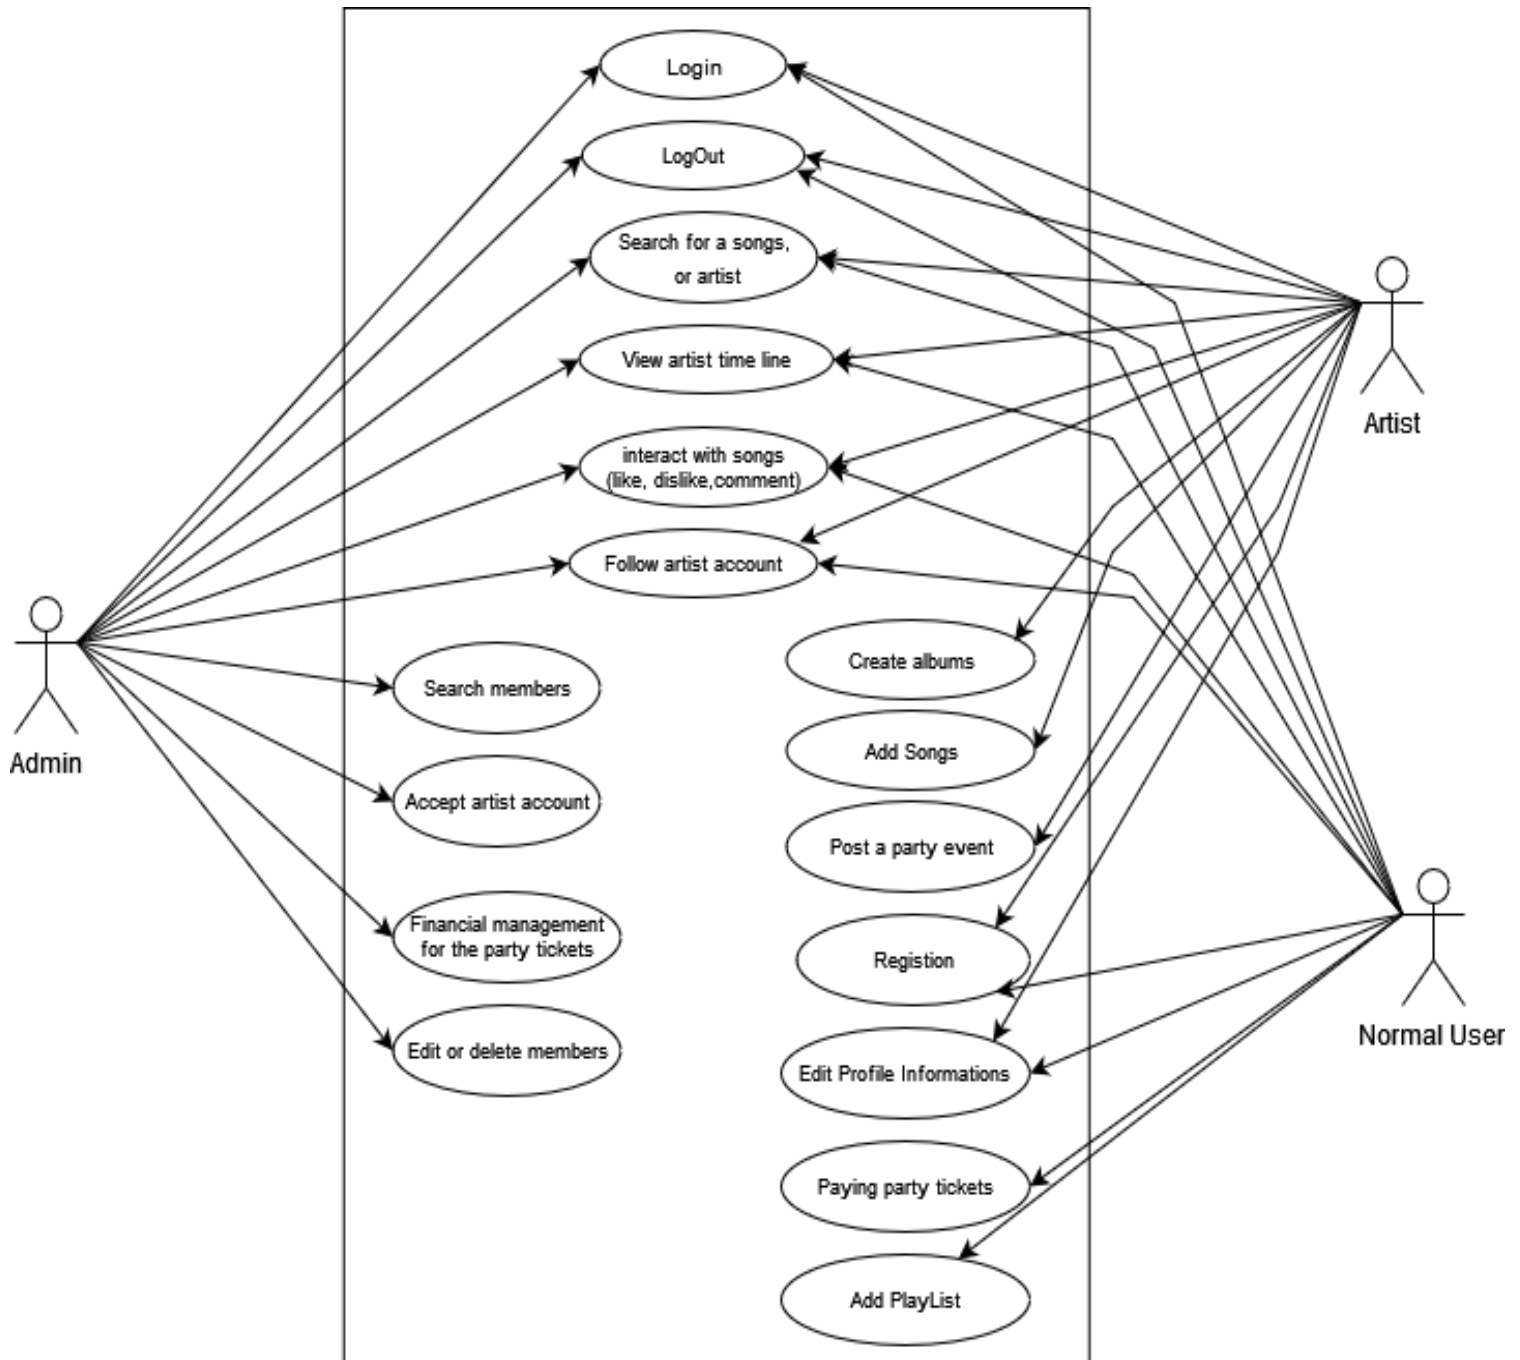 Login
LogOut
Search for a songs,
or artist
View artist time line
interact with songs
(like, dislike,comment)
Follow artist account
Artist
Admin
Search members
Accept artist account
Financial management
for the party tickets
Edit or delete members
Create albums
Add Songs
Post a party event
Registion
Edit Profile Informations
Paying party tickets
Add PlayList
Normal User